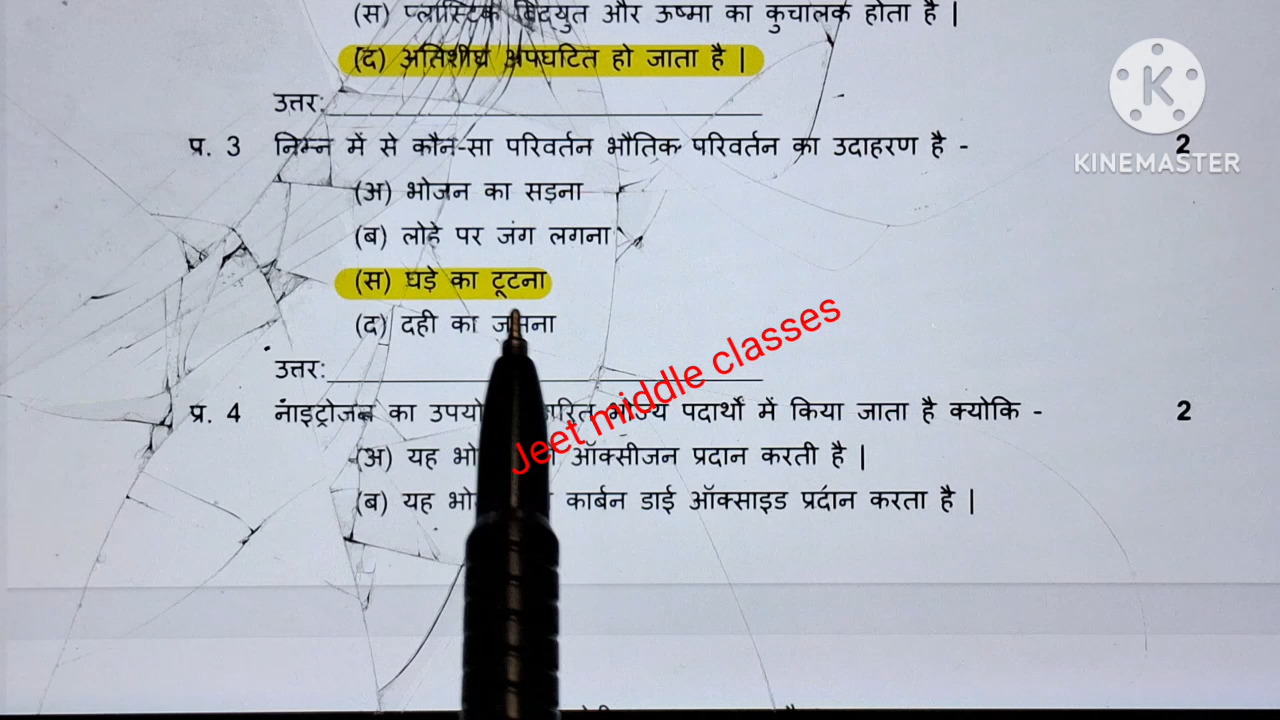 (स) प्लास्टिक विद्युत और ऊष्मा का कुचालक होता है |
(द) अतिशीघ्र अपघटित हो जाता है |
उत्तर:
प्र. 3 निम्न में से कौन-सा परिवर्तन भौतिक परिवर्तन का उदाहरण है - 2
(अ) भोजन का सड़ना
(ब) लोहे पर जंग लगना
(स) घड़े का टूटना
(द) दही का जमना
उत्तर:
प्र. 4 नाइट्रोजन का उपयोग पदार्थों में किया जाता है क्योकि - 2
(अ) यह ऑक्सीजन प्रदान करती है |
(ब) यह कार्बन डाई ऑक्साइड प्रदान करता है |
KINEMASTER
Jeet middle classes